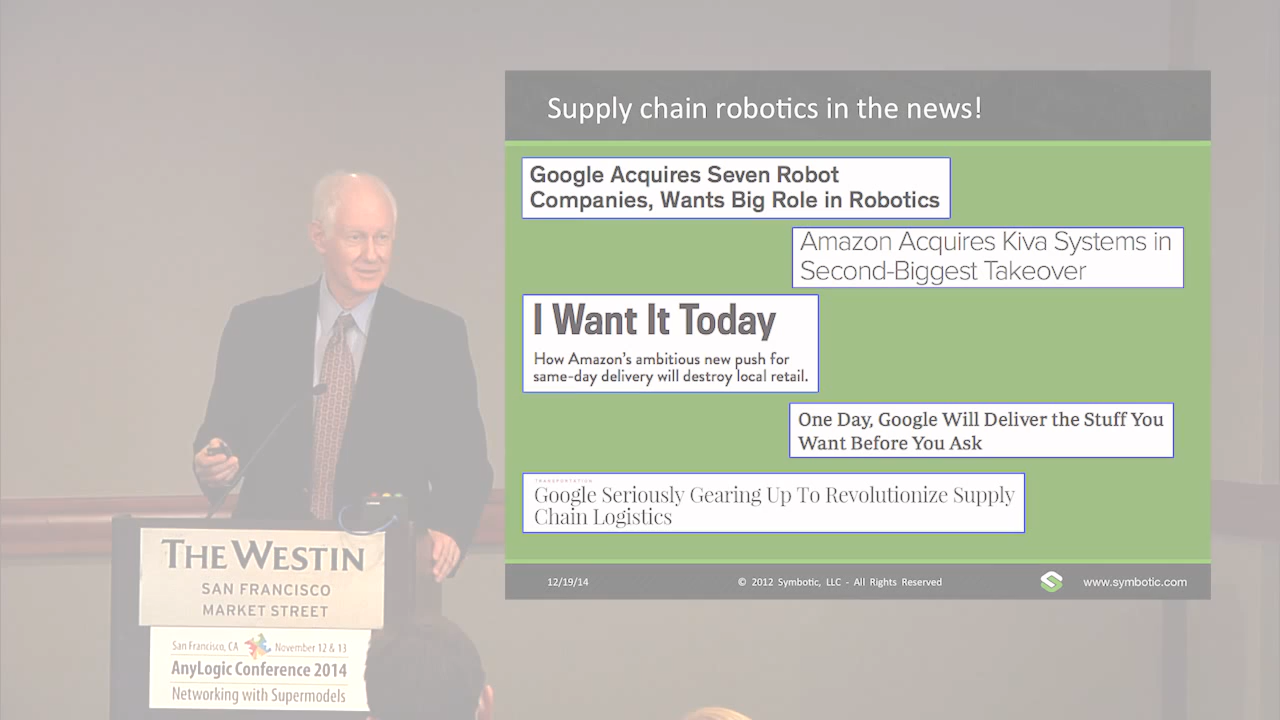 Supply chain robotics in the news!
Google Acquires Seven Robot
Companies, Wants Big Role in Robotics
Amazon Acquires Kiva Systems in
Second-Biggest Takeover
I Want It Today
How Amazon's ambitious new push for
same-day delivery will destroy local retail.
One Day, Google Will Deliver the Stuff You
Want Before You Ask
TRANSPORTATION
Google Seriously Gearing Up To Revolutionize Supply
Chain Logistics
12/19/14
© 2012 Symbotic, LLC - All Rights Reserved
www.symbotic.com
THE WESTIN
SAN FRANCISCO
MARKET STREET
San Francisco, CA November 12 & 13
AnyLogic Conference 2014
Networking with Supermodels